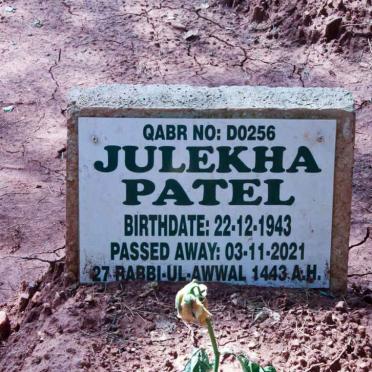 QABR NO: D0256
JULEKHA
PATEL
BIRTHDATE: 22-12-1943
PASSED AWAY: 03-11-2021
27 RABBI-UL-AWWAL 1443 A.H.